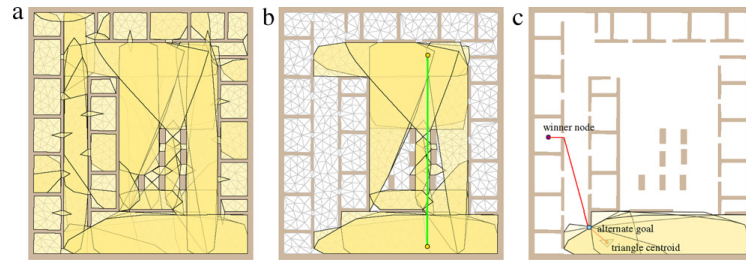 a
b
c
winner node
alternate goal
triangle centroid